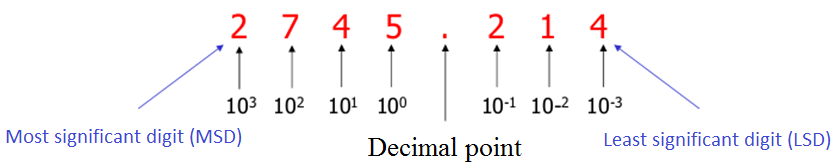 2 7 4 5 . 2 1 4
10³ 10² 10¹ 10⁰ 10⁻¹ 10⁻² 10⁻³
Most significant digit (MSD) Decimal point Least significant digit (LSD)